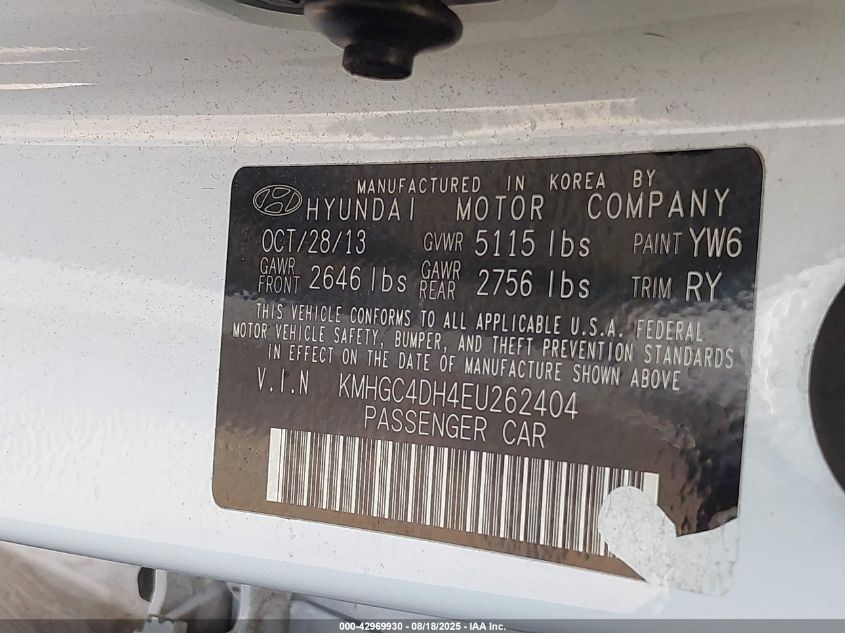 MANUFACTURED IN KOREA BY
HYUNDAI MOTOR COMPANY
OCT/28/13 GVWR 5115 lbs PAINT YW6
GAWR FRONT 2646 lbs GAWR REAR 2756 lbs TRIM RY
THIS VEHICLE CONFORMS TO ALL APPLICABLE U.S.A. FEDERAL
MOTOR VEHICLE SAFETY, BUMPER, AND THEFT PREVENTION STANDARDS
IN EFFECT ON THE DATE OF MANUFACTURE SHOWN ABOVE
V.I.N KMHGC4DH4EU262404
PASSENGER CAR
000-42969930 - 08/18/2025 - IAA Inc.